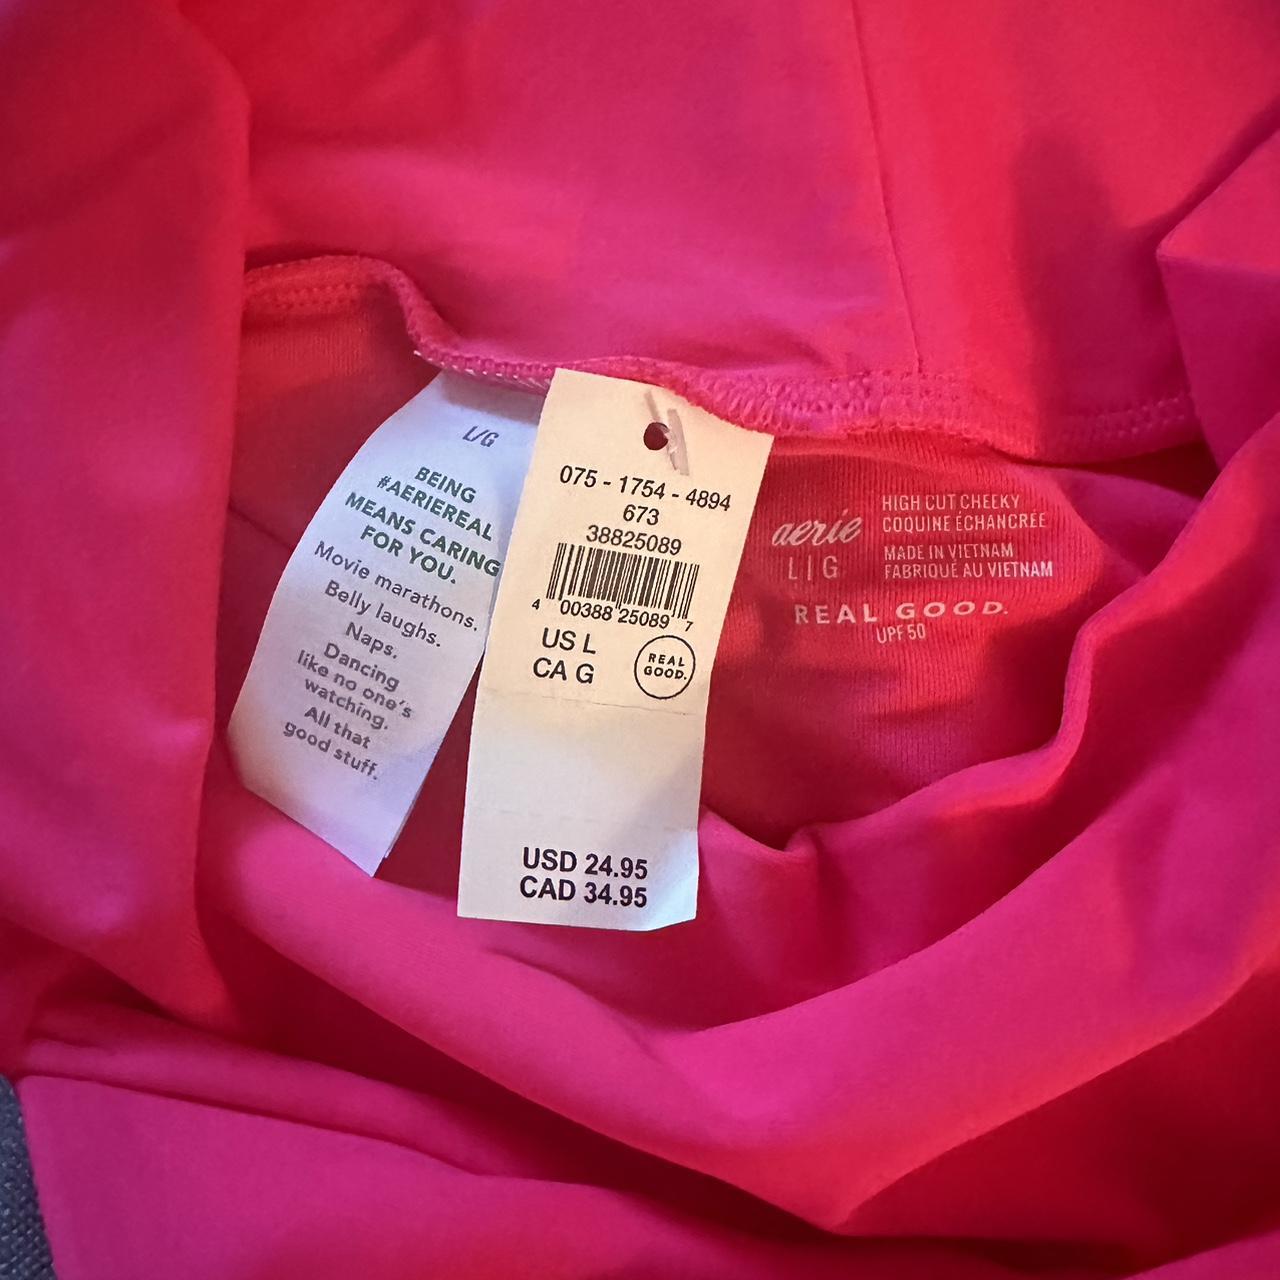 L/G
BEING
#AERIEREAL
MEANS CARING
FOR YOU.
Movie marathons.
Belly laughs.
Naps.
Dancing
like no one's
watching.
All that
good stuff.
075 - 1754 - 4894
673
38825089
4 00388 25089 7
US L
CA G
REAL
GOOD.
USD 24.95
CAD 34.95
aerie
L|G
HIGH CUT CHEEKY
COQUINE ÉCHANCRÉE
MADE IN VIETNAM
FABRIQUÉ AU VIETNAM
REAL GOOD.
UPF 50